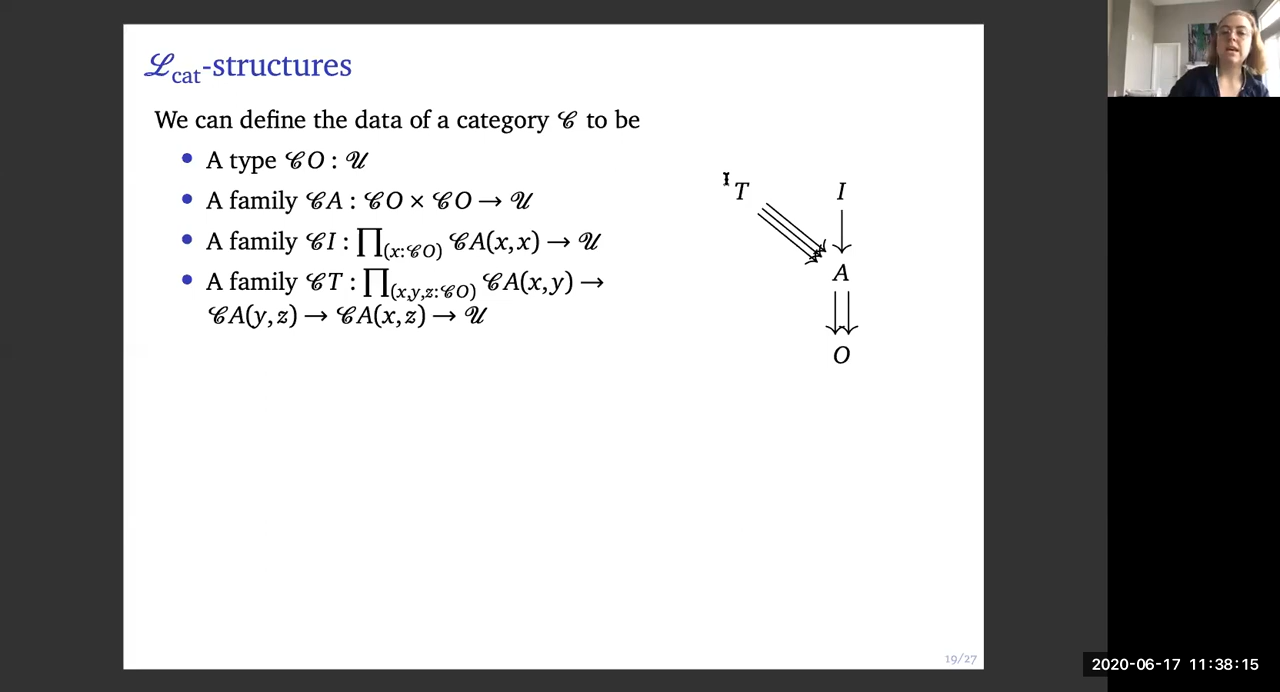 ℒcat-structures
We can define the data of a category 𝒞 to be
• A type 𝒞O : 𝒰
• A family 𝒞A : 𝒞O × 𝒞O → 𝒰
• A family 𝒞I : ∏(x:𝒞O) 𝒞A(x,x) → 𝒰
• A family 𝒞T : ∏(x,y,z:𝒞O) 𝒞A(x,y) →
𝒞A(y,z) → 𝒞A(x,z) → 𝒰
T I
A
O
19/27
2020-06-17 11:38:15